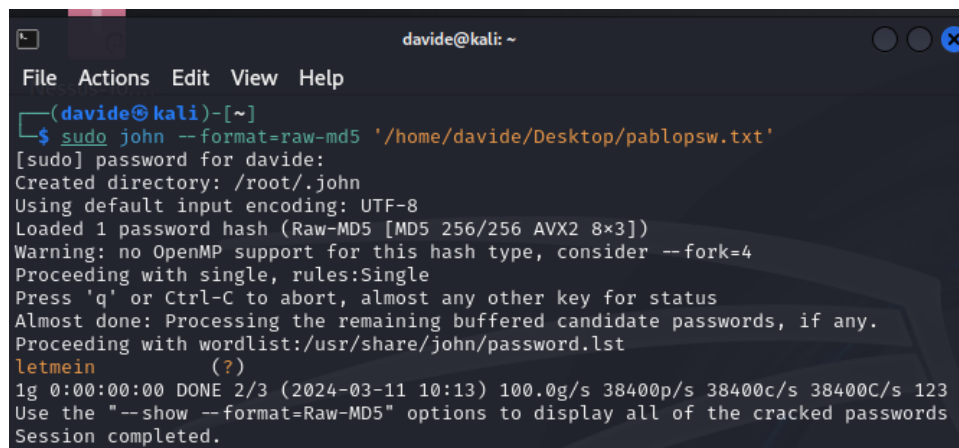 davide@kali: ~
File Actions Edit View Help
┌──(davide㉿kali)-[~]
└─$ sudo john --format=raw-md5 '/home/davide/Desktop/pablopsw.txt'
[sudo] password for davide:
Created directory: /root/.john
Using default input encoding: UTF-8
Loaded 1 password hash (Raw-MD5 [MD5 256/256 AVX2 8×3])
Warning: no OpenMP support for this hash type, consider --fork=4
Proceeding with single, rules:Single
Press 'q' or Ctrl-C to abort, almost any other key for status
Almost done: Processing the remaining buffered candidate passwords, if any.
Proceeding with wordlist:/usr/share/john/password.lst
letmein (?)
1g 0:00:00:00 DONE 2/3 (2024-03-11 10:13) 100.0g/s 38400p/s 38400c/s 38400C/s 123
Use the "--show --format=Raw-MD5" options to display all of the cracked passwords
Session completed.